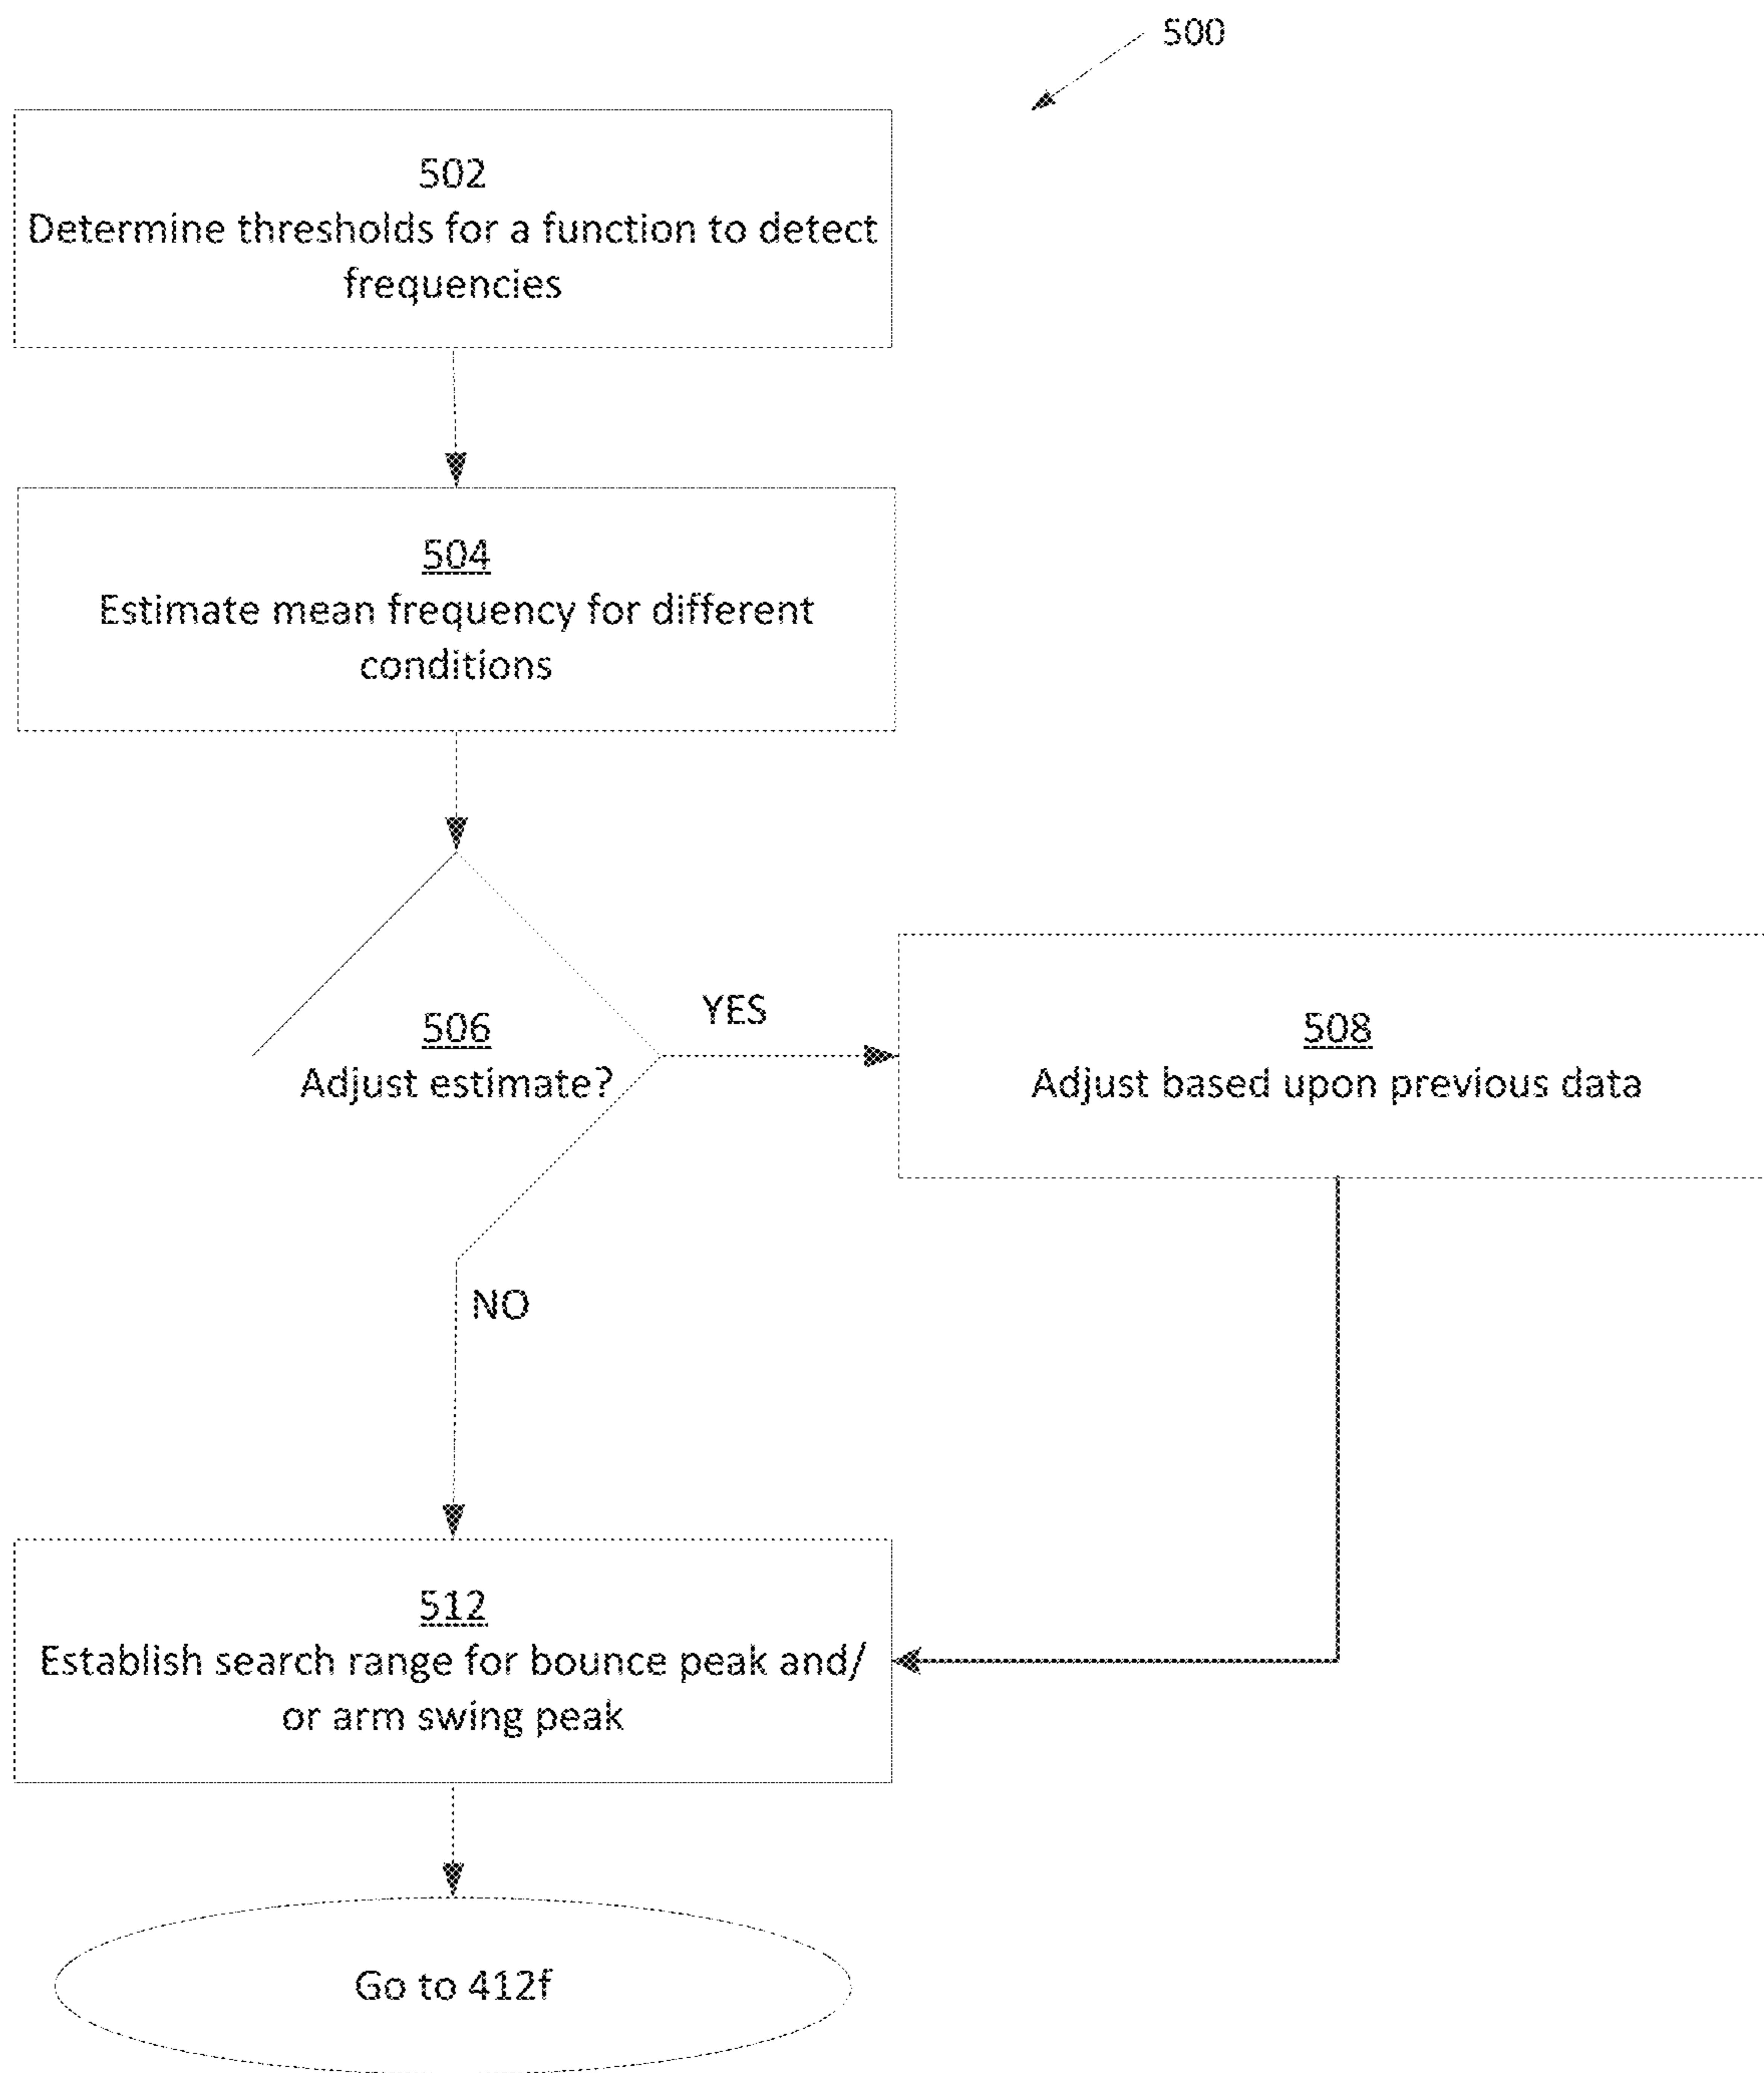 500
502
Determine thresholds for a function to detect
frequencies
504
Estimate mean frequency for different
conditions
506
Adjust estimate?
YES
508
Adjust based upon previous data
NO
512
Establish search range for bounce peak and/
or arm swing peak
Go to 412f